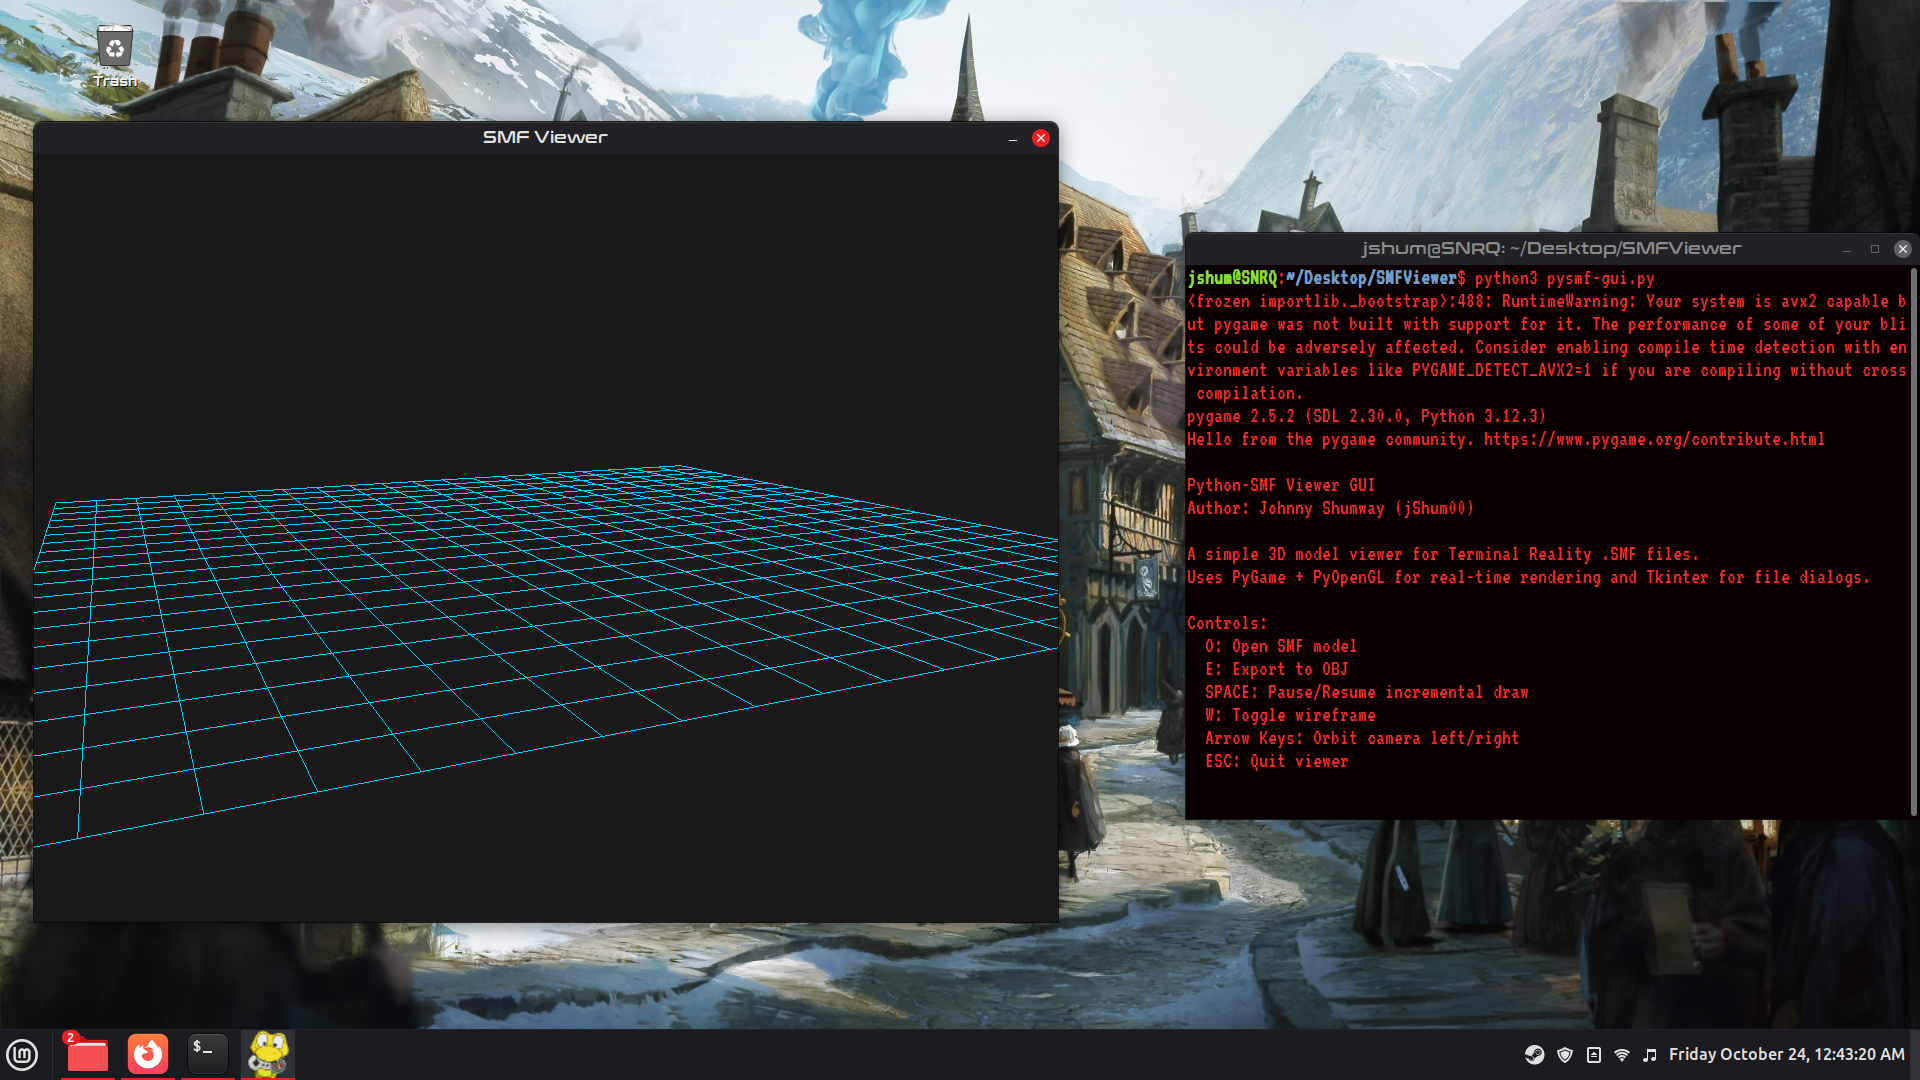 Trash
SMF Viewer
jshum@SNRQ: ~/Desktop/SMFViewer
jshum@SNRQ:~/Desktop/SMFViewer$ python3 pysmf-gui.py
<frozen importlib._bootstrap>:488: RuntimeWarning: Your system is avx2 capable b
ut pygame was not built with support for it. The performance of some of your bli
ts could be adversely affected. Consider enabling compile time detection with en
vironment variables like PYGAME_DETECT_AVX2=1 if you are compiling without cross
 compilation.
pygame 2.5.2 (SDL 2.30.0, Python 3.12.3)
Hello from the pygame community. https://www.pygame.org/contribute.html
Python-SMF Viewer GUI
Author: Johnny Shumway (jShum00)
A simple 3D model viewer for Terminal Reality .SMF files.
Uses PyGame + PyOpenGL for real-time rendering and Tkinter for file dialogs.
Controls:
  O: Open SMF model
  E: Export to OBJ
  SPACE: Pause/Resume incremental draw
  W: Toggle wireframe
  Arrow Keys: Orbit camera left/right
  ESC: Quit viewer
2
$_
Friday October 24, 12:43:20 AM